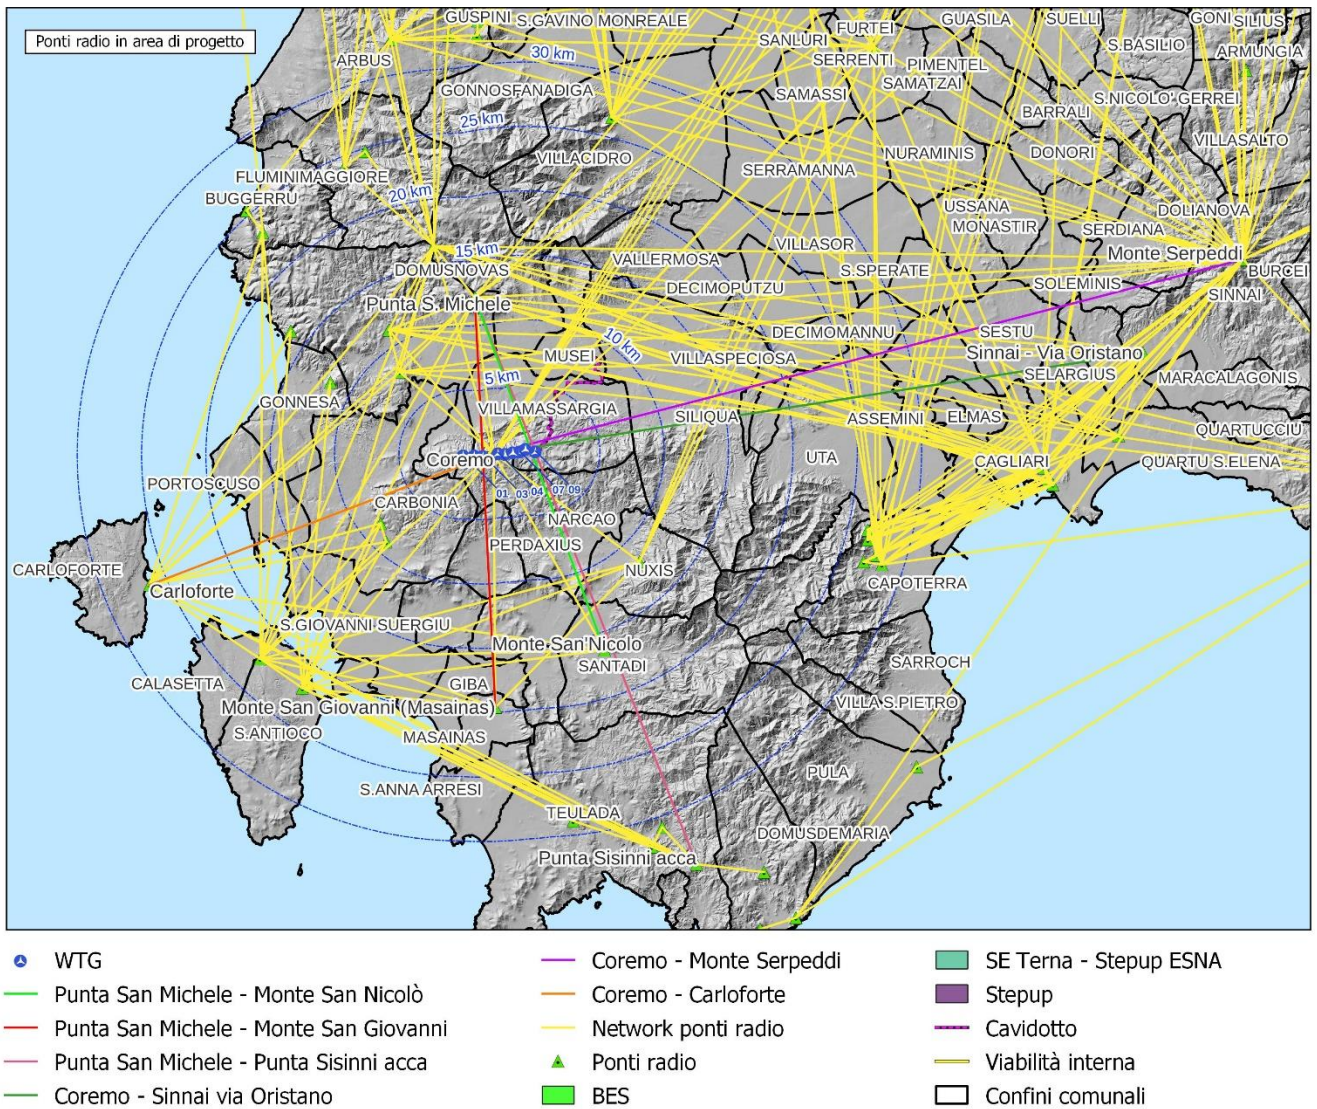 Ponti radio in area di progetto
GUSPINI
S.GAVINO MONREALE
FURTEI
GUASILA
SUELLI
GONI
SILIUS
SANLURI
S.BASILIO
ARMUNGIA
ARBUS
30 km
SERRENTI
PIMENTEL
SAMATZAI
GONNOSFANADIGA
SAMASSI
S.NICOLO' GERREI
BARRALI
25 km
VILLASALTO
VILLACIDRO
NURAMINIS
DONORI
SERRAMANNA
FLUMINIMAGGIORE
BUGGERRU
20 km
USSANA
DOLIANOVA
MONASTIR
SERDIANA
15 km
VILLASOR
VALLERMOSA
Monte Serpeddi
DOMUSNOVAS
S.SPERATE
BURCEI
DECIMOPUTZU
SOLEMINIS
SINNAI
Punta S. Michele
10 km
DECIMOMANNU
SESTU
MUSEI
VILLASPECIOSA
Sinnai - Via Oristano
SELARGIUS
MARACALAGONIS
5 km
GONNESA
VILLAMASSARGIA
SILIQUA
ASSEMINI
ELMAS
QUARTUCCIU
Coremo
UTA
CAGLIARI
QUARTU S.ELENA
PORTOSCUSO
CARBONIA
01
03
04
07
09
NARCAO
PERDAXIUS
CARLOFORTE
NUXIS
CAPOTERRA
Carloforte
S.GIOVANNI SUERGIU
Monte San Nicolo
SANTADI
SARROCH
CALASETTA
GIBA
VILLA S.PIETRO
Monte San Giovanni (Masainas)
S.ANTIOCO
MASAINAS
PULA
S.ANNA ARRESI
TEULADA
DOMUSDEMARIA
Punta Sisinni acca
WTG
Punta San Michele - Monte San Nicolò
Punta San Michele - Monte San Giovanni
Punta San Michele - Punta Sisinni acca
Coremo - Sinnai via Oristano
Coremo - Monte Serpeddi
Coremo - Carloforte
Network ponti radio
Ponti radio
BES
SE Terna - Stepup ESNA
Stepup
Cavidotto
Viabilità interna
Confini comunali